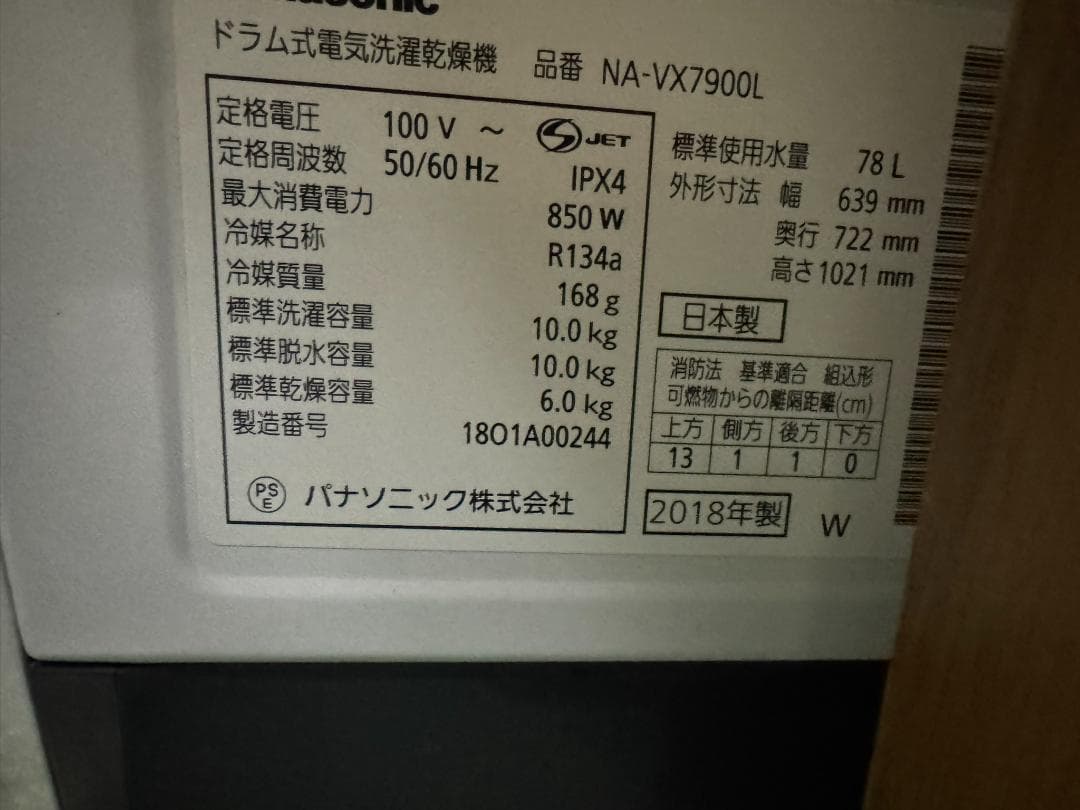 Panasonic
ドラム式電気洗濯乾燥機 品番 NA-VX7900L
定格電圧 100 V ~ S JET
定格周波数 50/60 Hz IPX4
最大消費電力 850 W
冷媒名称 R134a
冷媒質量 168 g
標準洗濯容量 10.0 kg
標準脱水容量 10.0 kg
標準乾燥容量 6.0 kg
製造番号 18O1A00244
PSE パナソニック株式会社
標準使用水量 78 L
外形寸法 幅 639 mm
奥行 722 mm
高さ 1021 mm
日本製
消防法 基準適合 組込形
可燃物からの離隔距離(cm)
上方 側方 後方 下方
13 1 1 0
2018年製 W